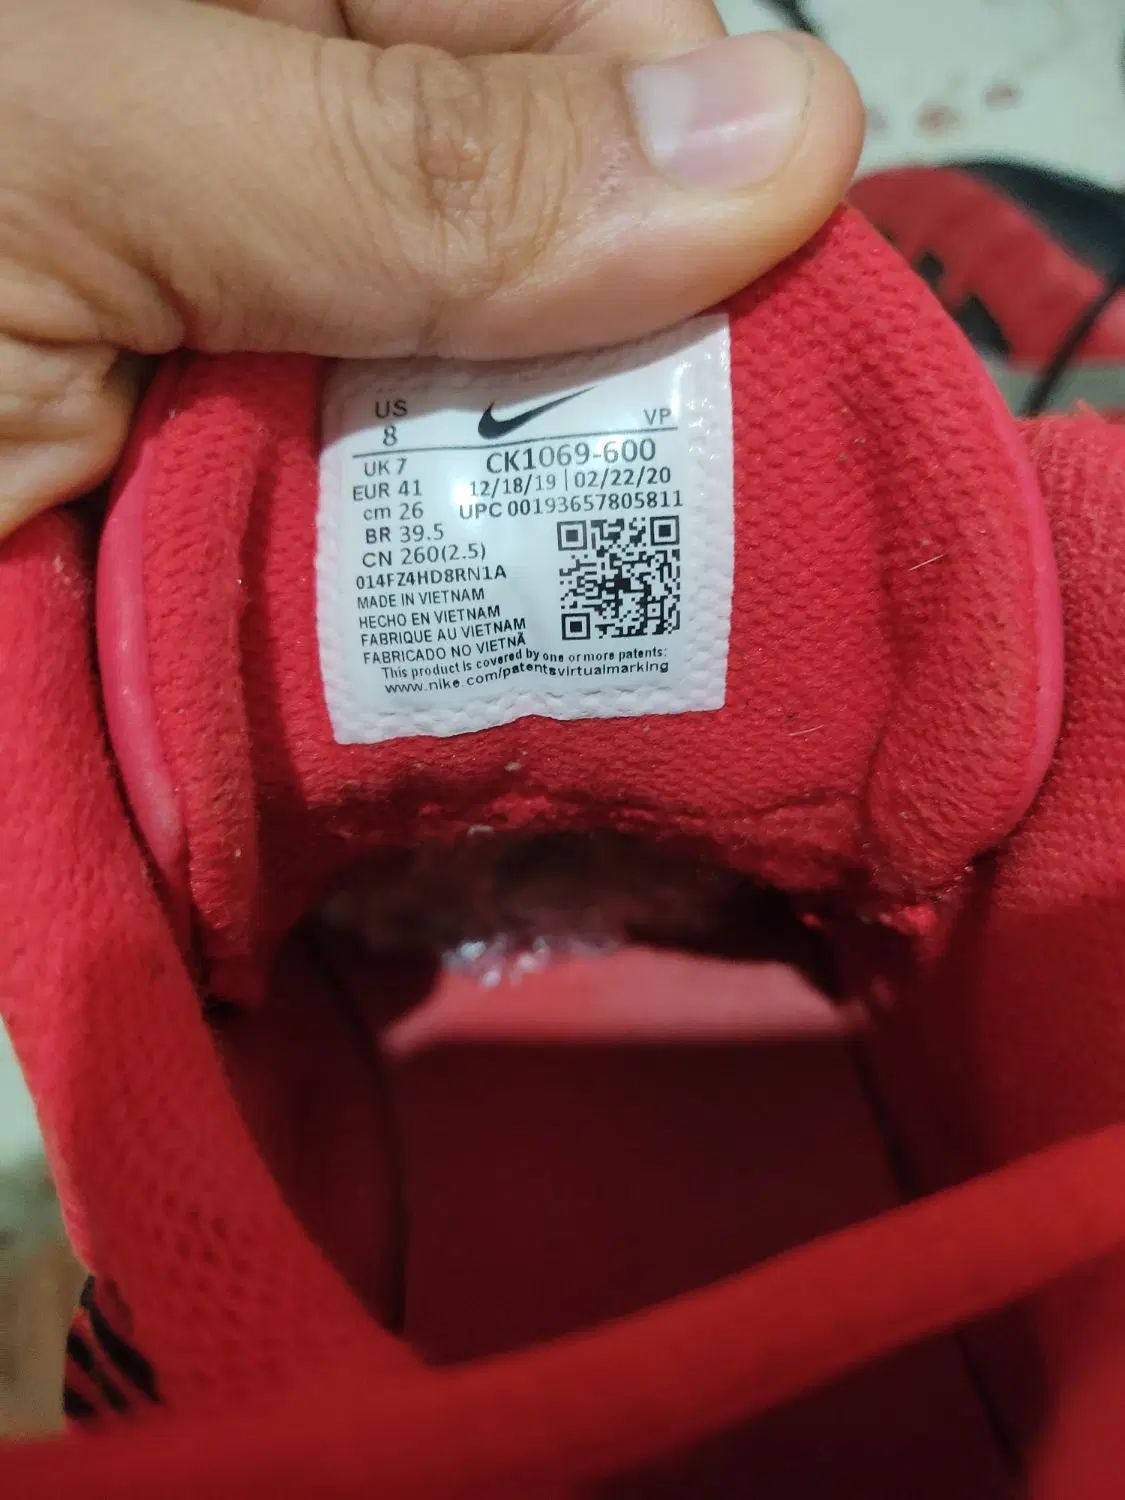 US
8
VP
UK 7
CK1069-600
EUR 41
12/18/19 | 02/22/20
cm 26
UPC 00193657805811
BR 39.5
CN 260(2.5)
014FZ4HD8RN1A
MADE IN VIETNAM
HECHO EN VIETNAM
FABRIQUE AU VIETNAM
FABRICADO NO VIETNÃ
This product is covered by one or more patents:
www.nike.com/patentsvirtualmarking